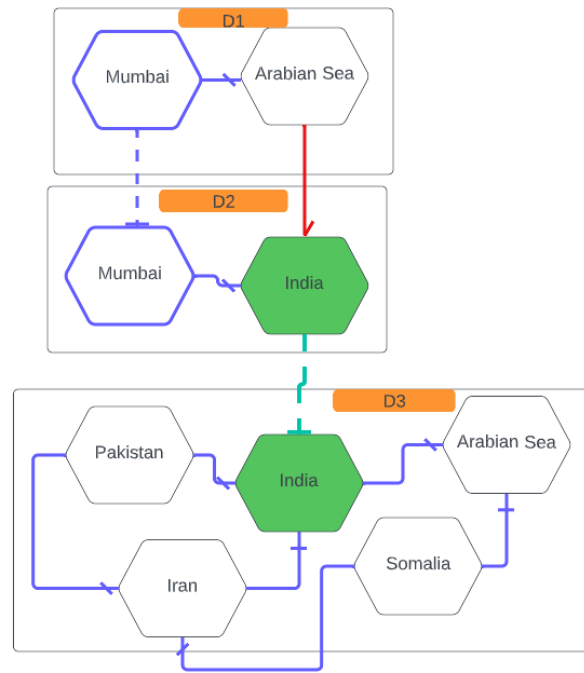 D1
Mumbai
Arabian Sea
D2
Mumbai
India
D3
Pakistan
India
Arabian Sea
Iran
Somalia